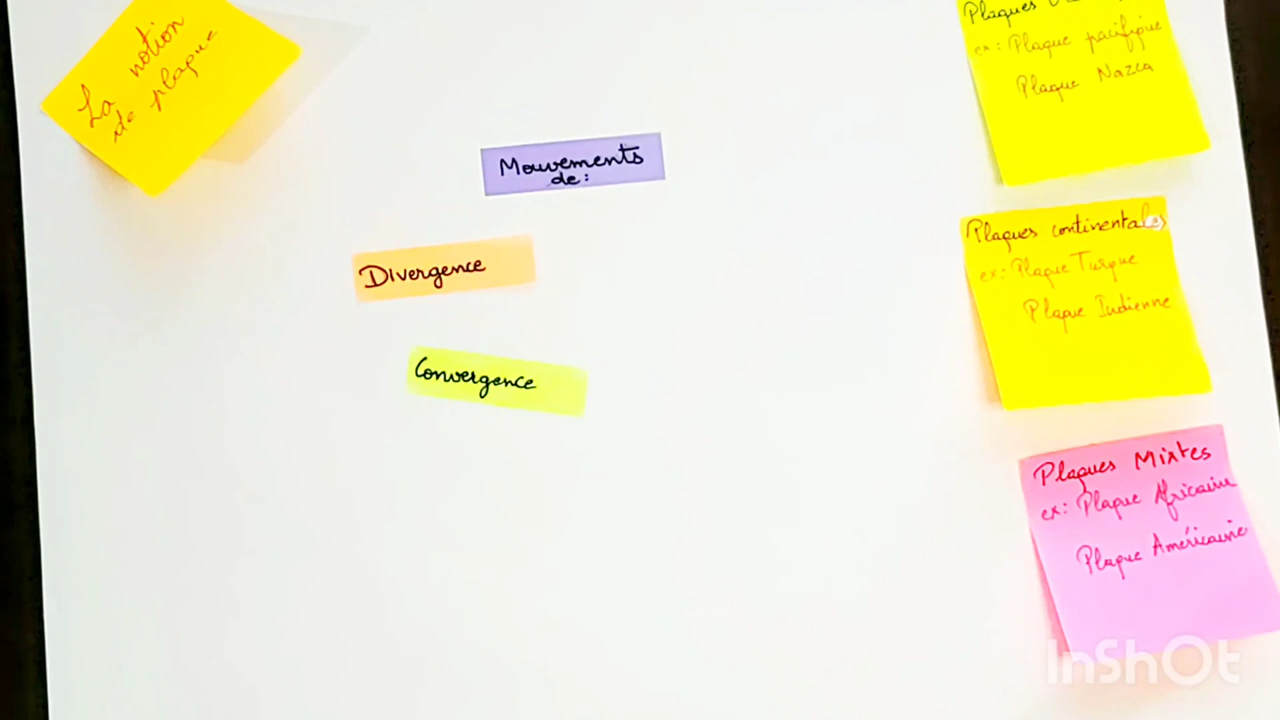 La notion
de plaque
Mouvements
de:
Divergence
Convergence
Plaques
ex: Plaque pacifique
Plaque Nazca
Plaques continentales
ex: Plaque Turque
Plaque Indienne
Plaques Mixtes
ex: Plaque Africaine
Plaque Américaine
InShOt